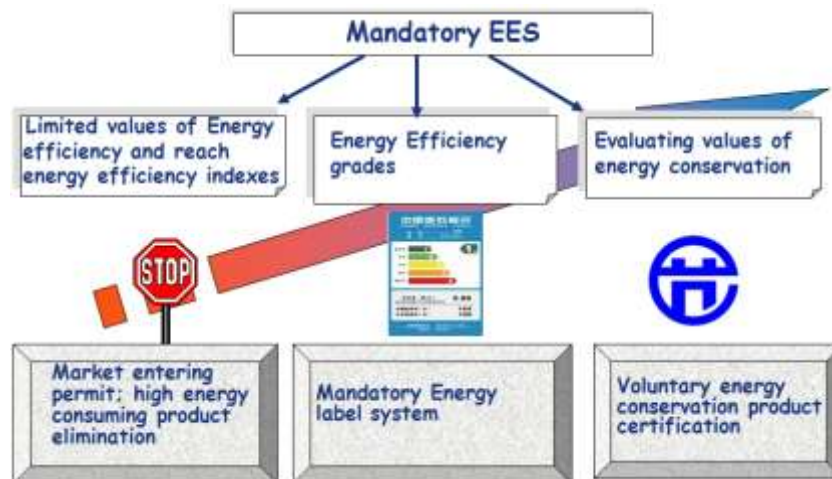 Mandatory EES
Limited values of Energy
efficiency and reach
energy efficiency indexes
Energy Efficiency
grades
Evaluating values of
energy conservation
STOP
Market entering
permit; high energy
consuming product
elimination
Mandatory Energy
label system
Voluntary energy
conservation product
certification